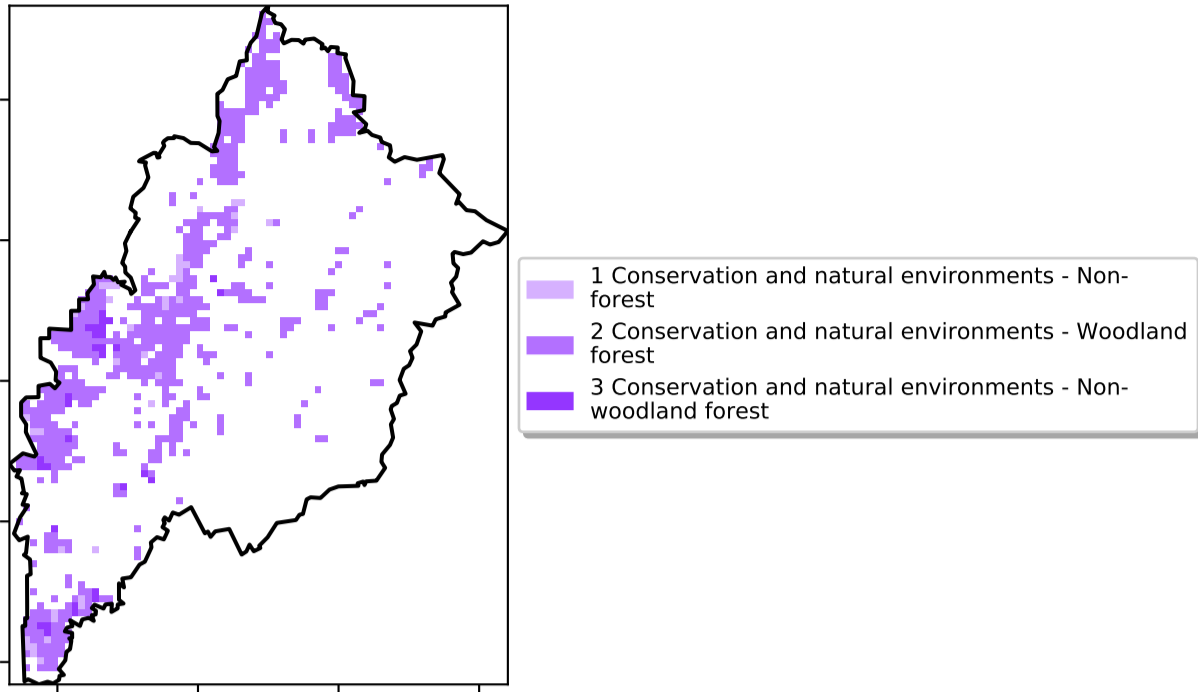 1 Conservation and natural environments - Non-
forest
2 Conservation and natural environments - Woodland
forest
3 Conservation and natural environments - Non-
woodland forest